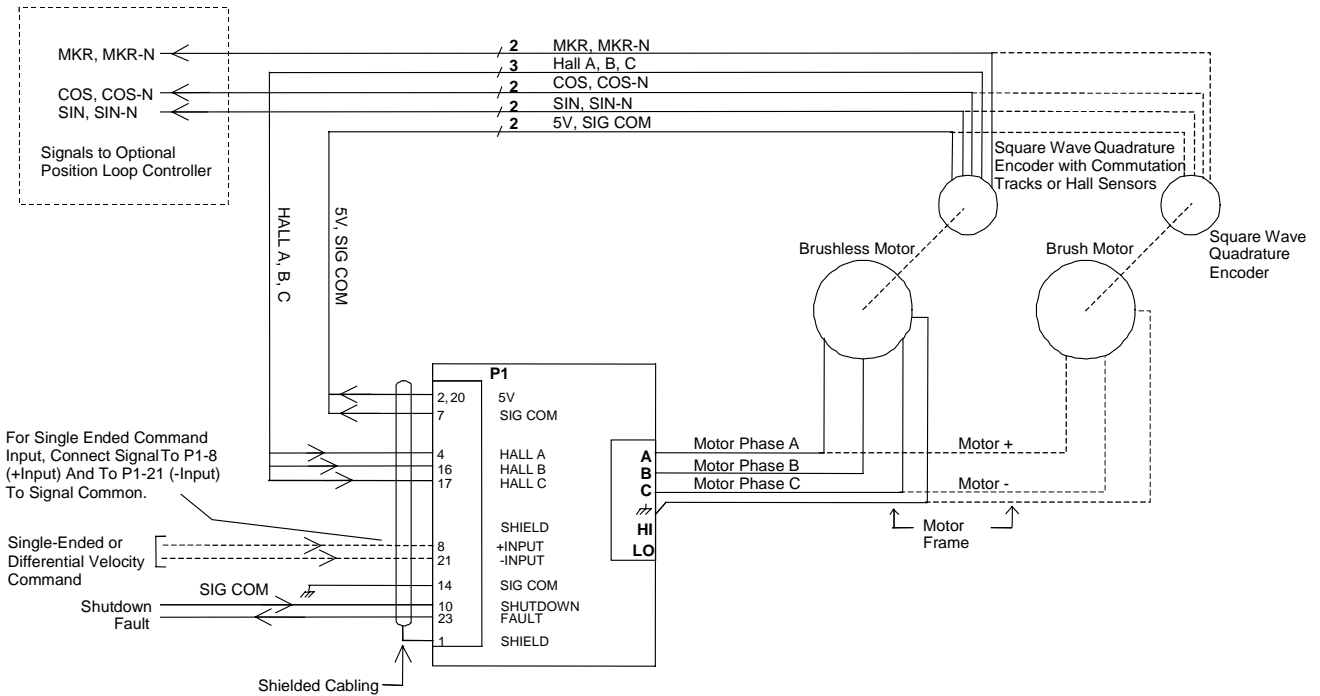 MKR, MKR-N
2 MKR, MKR-N
3 Hall A, B, C
COS, COS-N
2 COS, COS-N
SIN, SIN-N
2 SIN, SIN-N
2 5V, SIG COM
Signals to Optional
Position Loop Controller
Square Wave Quadrature
Encoder with Commutation
Tracks or Hall Sensors
HALL A, B, C
5V, SIG COM
Brushless Motor
Brush Motor
Square Wave
Quadrature
Encoder
P1
2, 20 5V
7 SIG COM
For Single Ended Command
Input, Connect Signal To P1-8
(+Input) And To P1-21 (-Input)
To Signal Common.
4 HALL A
16 HALL B
17 HALL C
A Motor Phase A Motor +
B Motor Phase B
C Motor Phase C Motor -
HI
LO
Motor
Frame
SHIELD
Single-Ended or
Differential Velocity
Command
8 +INPUT
21 -INPUT
SIG COM
14 SIG COM
Shutdown
10 SHUTDOWN
Fault
23 FAULT
1 SHIELD
Shielded Cabling